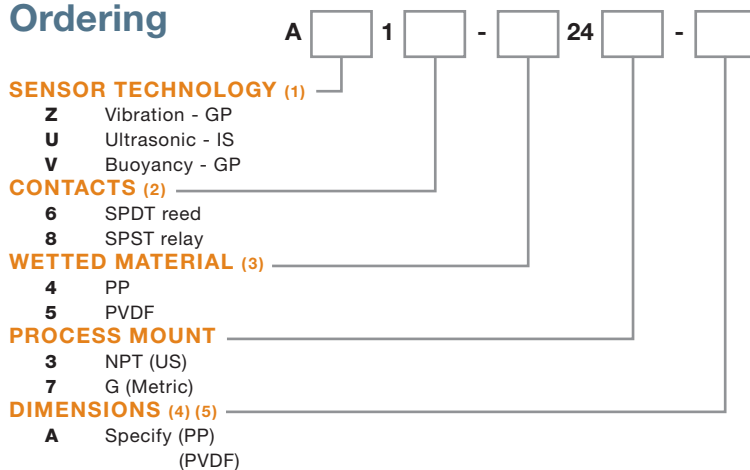 Ordering
A 1 - 24 -
SENSOR TECHNOLOGY (1)
Z Vibration - GP
U Ultrasonic - IS
V Buoyancy - GP
CONTACTS (2)
6 SPDT reed
8 SPST relay
WETTED MATERIAL (3)
4 PP
5 PVDF
PROCESS MOUNT
3 NPT (US)
7 G (Metric)
DIMENSIONS (4) (5)
A Specify (PP)
(PVDF)